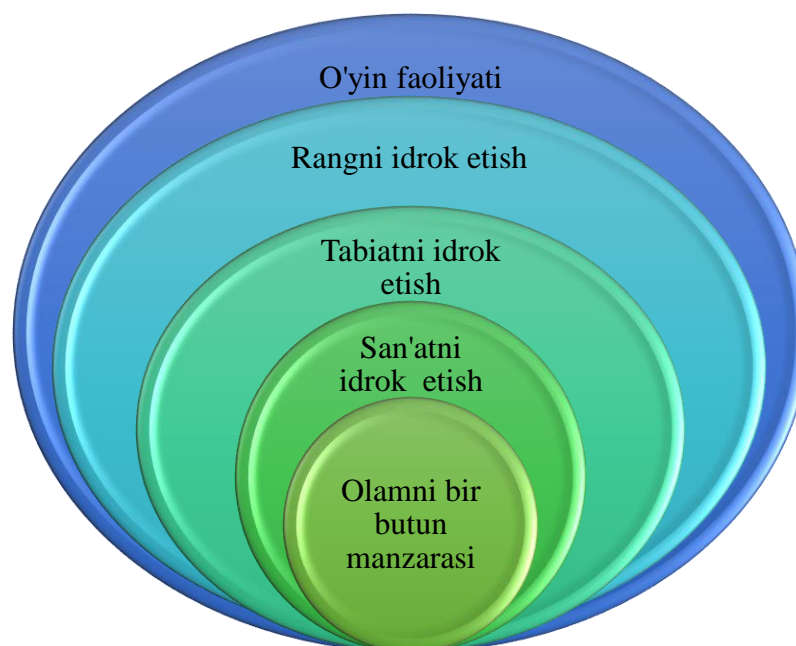 O'yin faoliyati
Rangni idrok etish
Tabiatni idrok
etish
San'atni
idrok etish
Olamni bir
butun
manzarasi